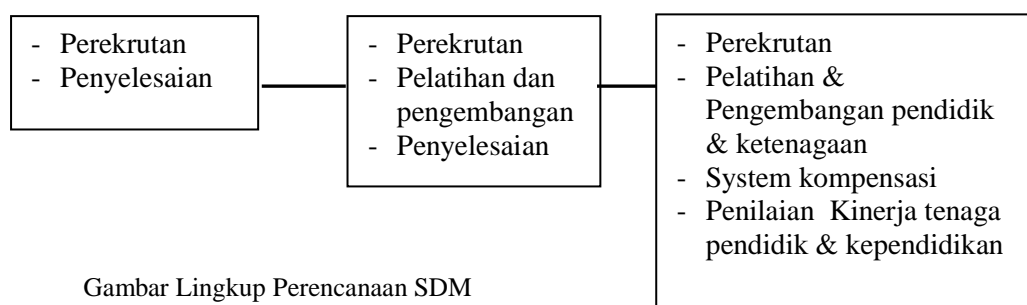 - Perekrutan
- Penyelesaian
- Perekrutan
- Pelatihan dan
pengembangan
- Penyelesaian
- Perekrutan
- Pelatihan &
Pengembangan pendidik
& ketenagaan
- System kompensasi
- Penilaian Kinerja tenaga
pendidik & kependidikan
Gambar Lingkup Perencanaan SDM